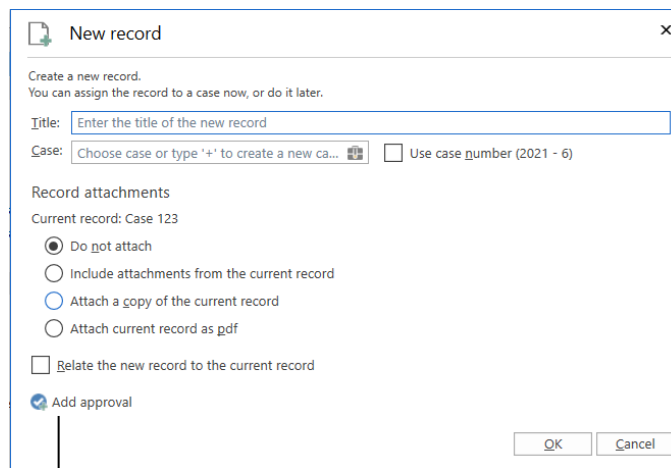 New record
Create a new record.
You can assign the record to a case now, or do it later.
Title: Enter the title of the new record
Case: Choose case or type '+' to create a new ca... Use case number (2021 - 6)
Record attachments
Current record: Case 123
Do not attach
Include attachments from the current record
Attach a copy of the current record
Attach current record as pdf
Relate the new record to the current record
Add approval
OK Cancel